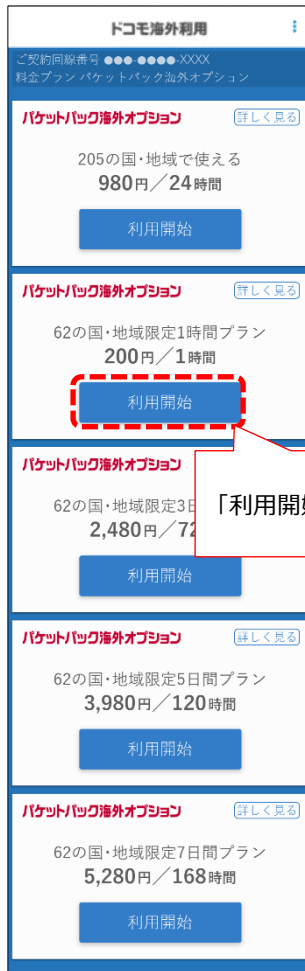 ドコモ海外利用
ご契約回線番号 ●●●-●●●●-XXXX
料金プラン パケットパック海外オプション
パケットパック海外オプション 詳しく見る
205の国・地域で使える
980円／24時間
利用開始
パケットパック海外オプション 詳しく見る
62の国・地域限定1時間プラン
200円／1時間
利用開始
パケットパック海外オプション
62の国・地域限定3日
「利用開始
2,480円／72
利用開始
パケットパック海外オプション 詳しく見る
62の国・地域限定5日間プラン
3,980円／120時間
利用開始
パケットパック海外オプション 詳しく見る
62の国・地域限定7日間プラン
5,280円／168時間
利用開始